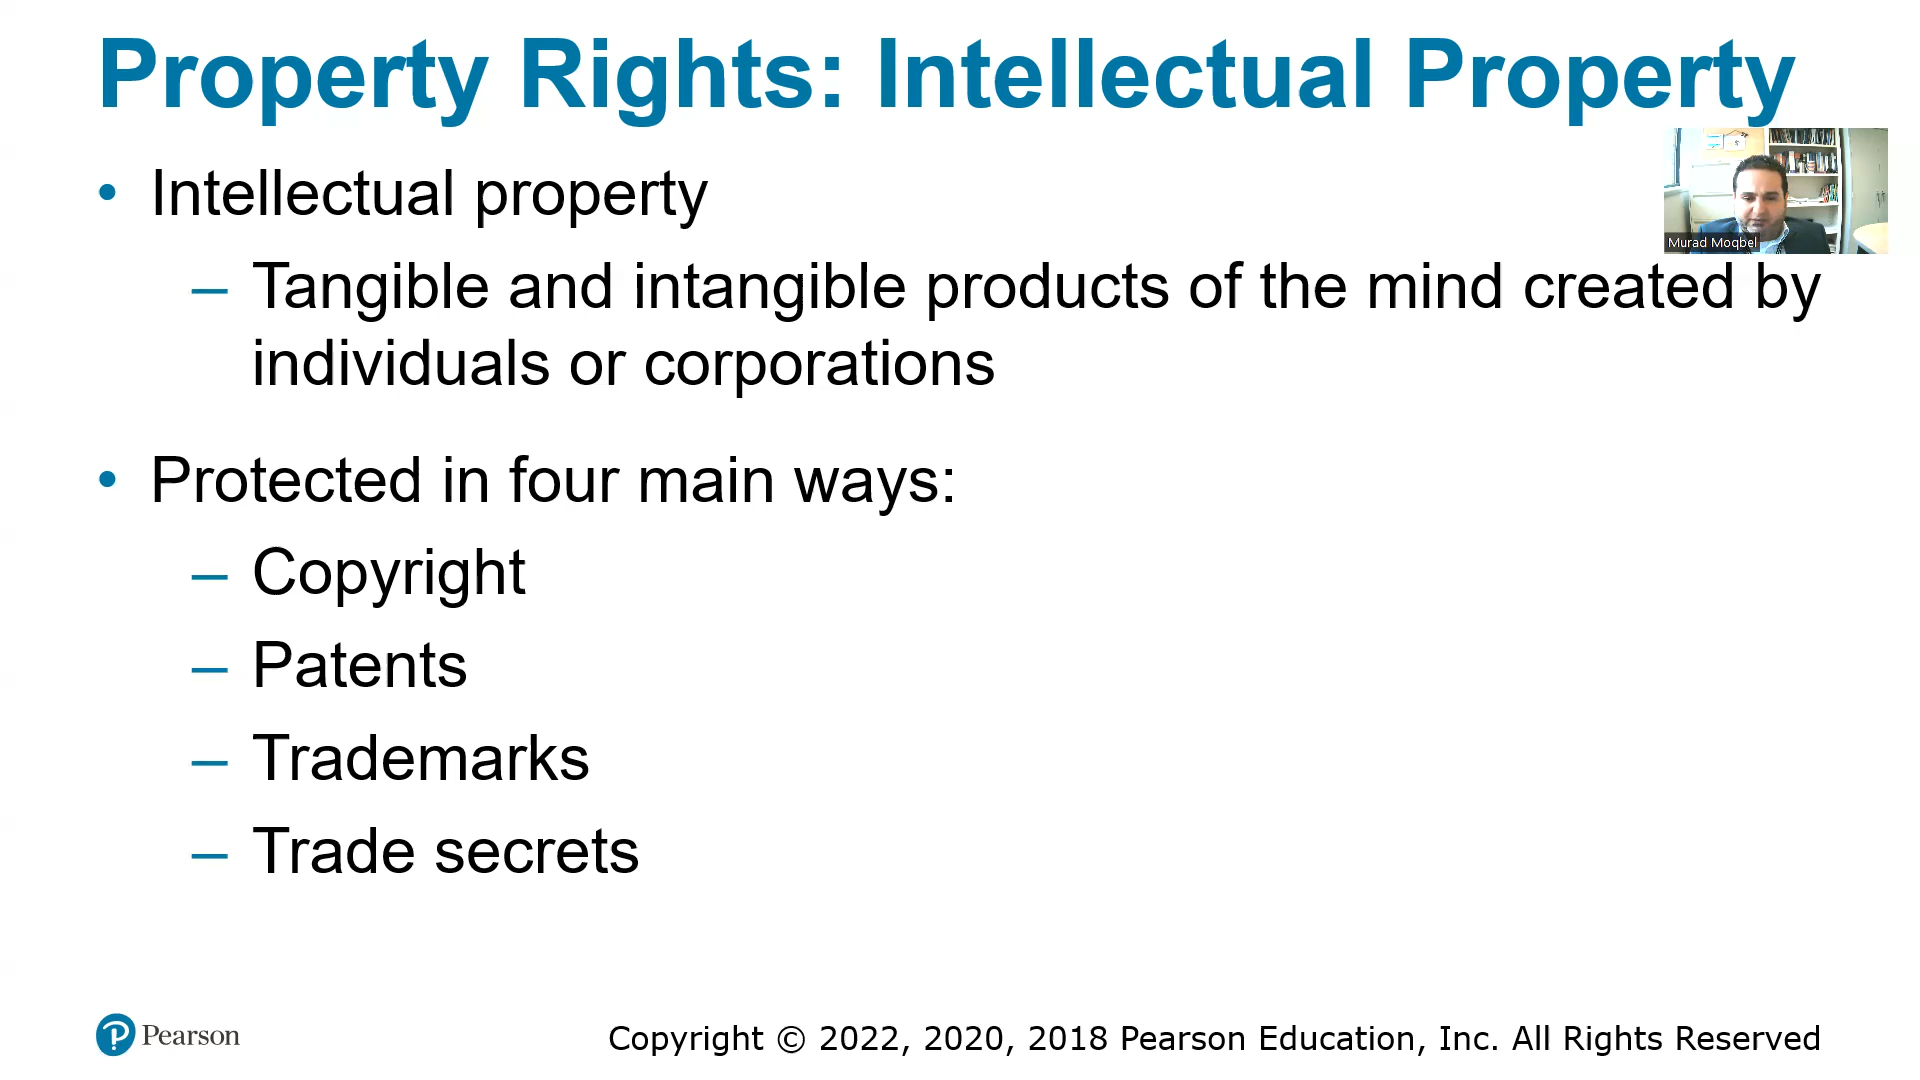 Property Rights: Intellectual Property
• Intellectual property
– Tangible and intangible products of the mind created by
individuals or corporations
• Protected in four main ways:
– Copyright
– Patents
– Trademarks
– Trade secrets
Murad Moqbel
Pearson
Copyright © 2022, 2020, 2018 Pearson Education, Inc. All Rights Reserved